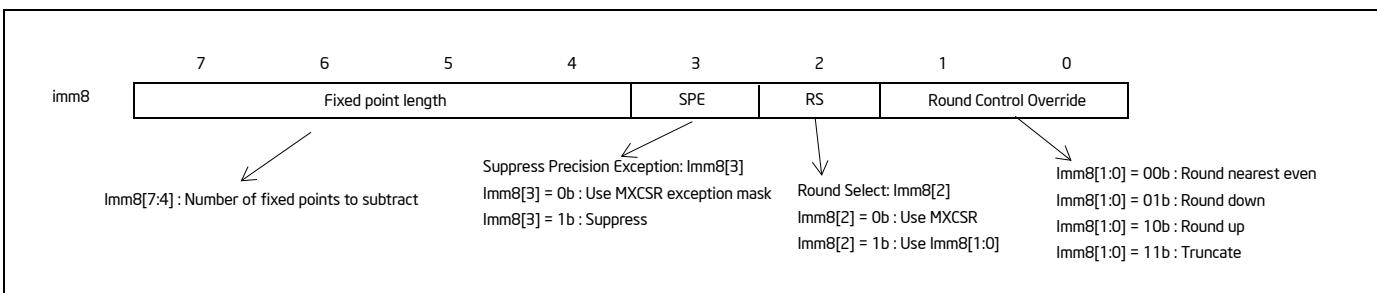 7 6 5 4 3 2 1 0
imm8 Fixed point length SPE RS Round Control Override
Imm8[7:4] : Number of fixed points to subtract
Suppress Precision Exception: Imm8[3]
Imm8[3] = 0b : Use MXCSR exception mask
Imm8[3] = 1b : Suppress
Round Select: Imm8[2]
Imm8[2] = 0b : Use MXCSR
Imm8[2] = 1b : Use Imm8[1:0]
Imm8[1:0] = 00b : Round nearest even
Imm8[1:0] = 01b : Round down
Imm8[1:0] = 10b : Round up
Imm8[1:0] = 11b : Truncate